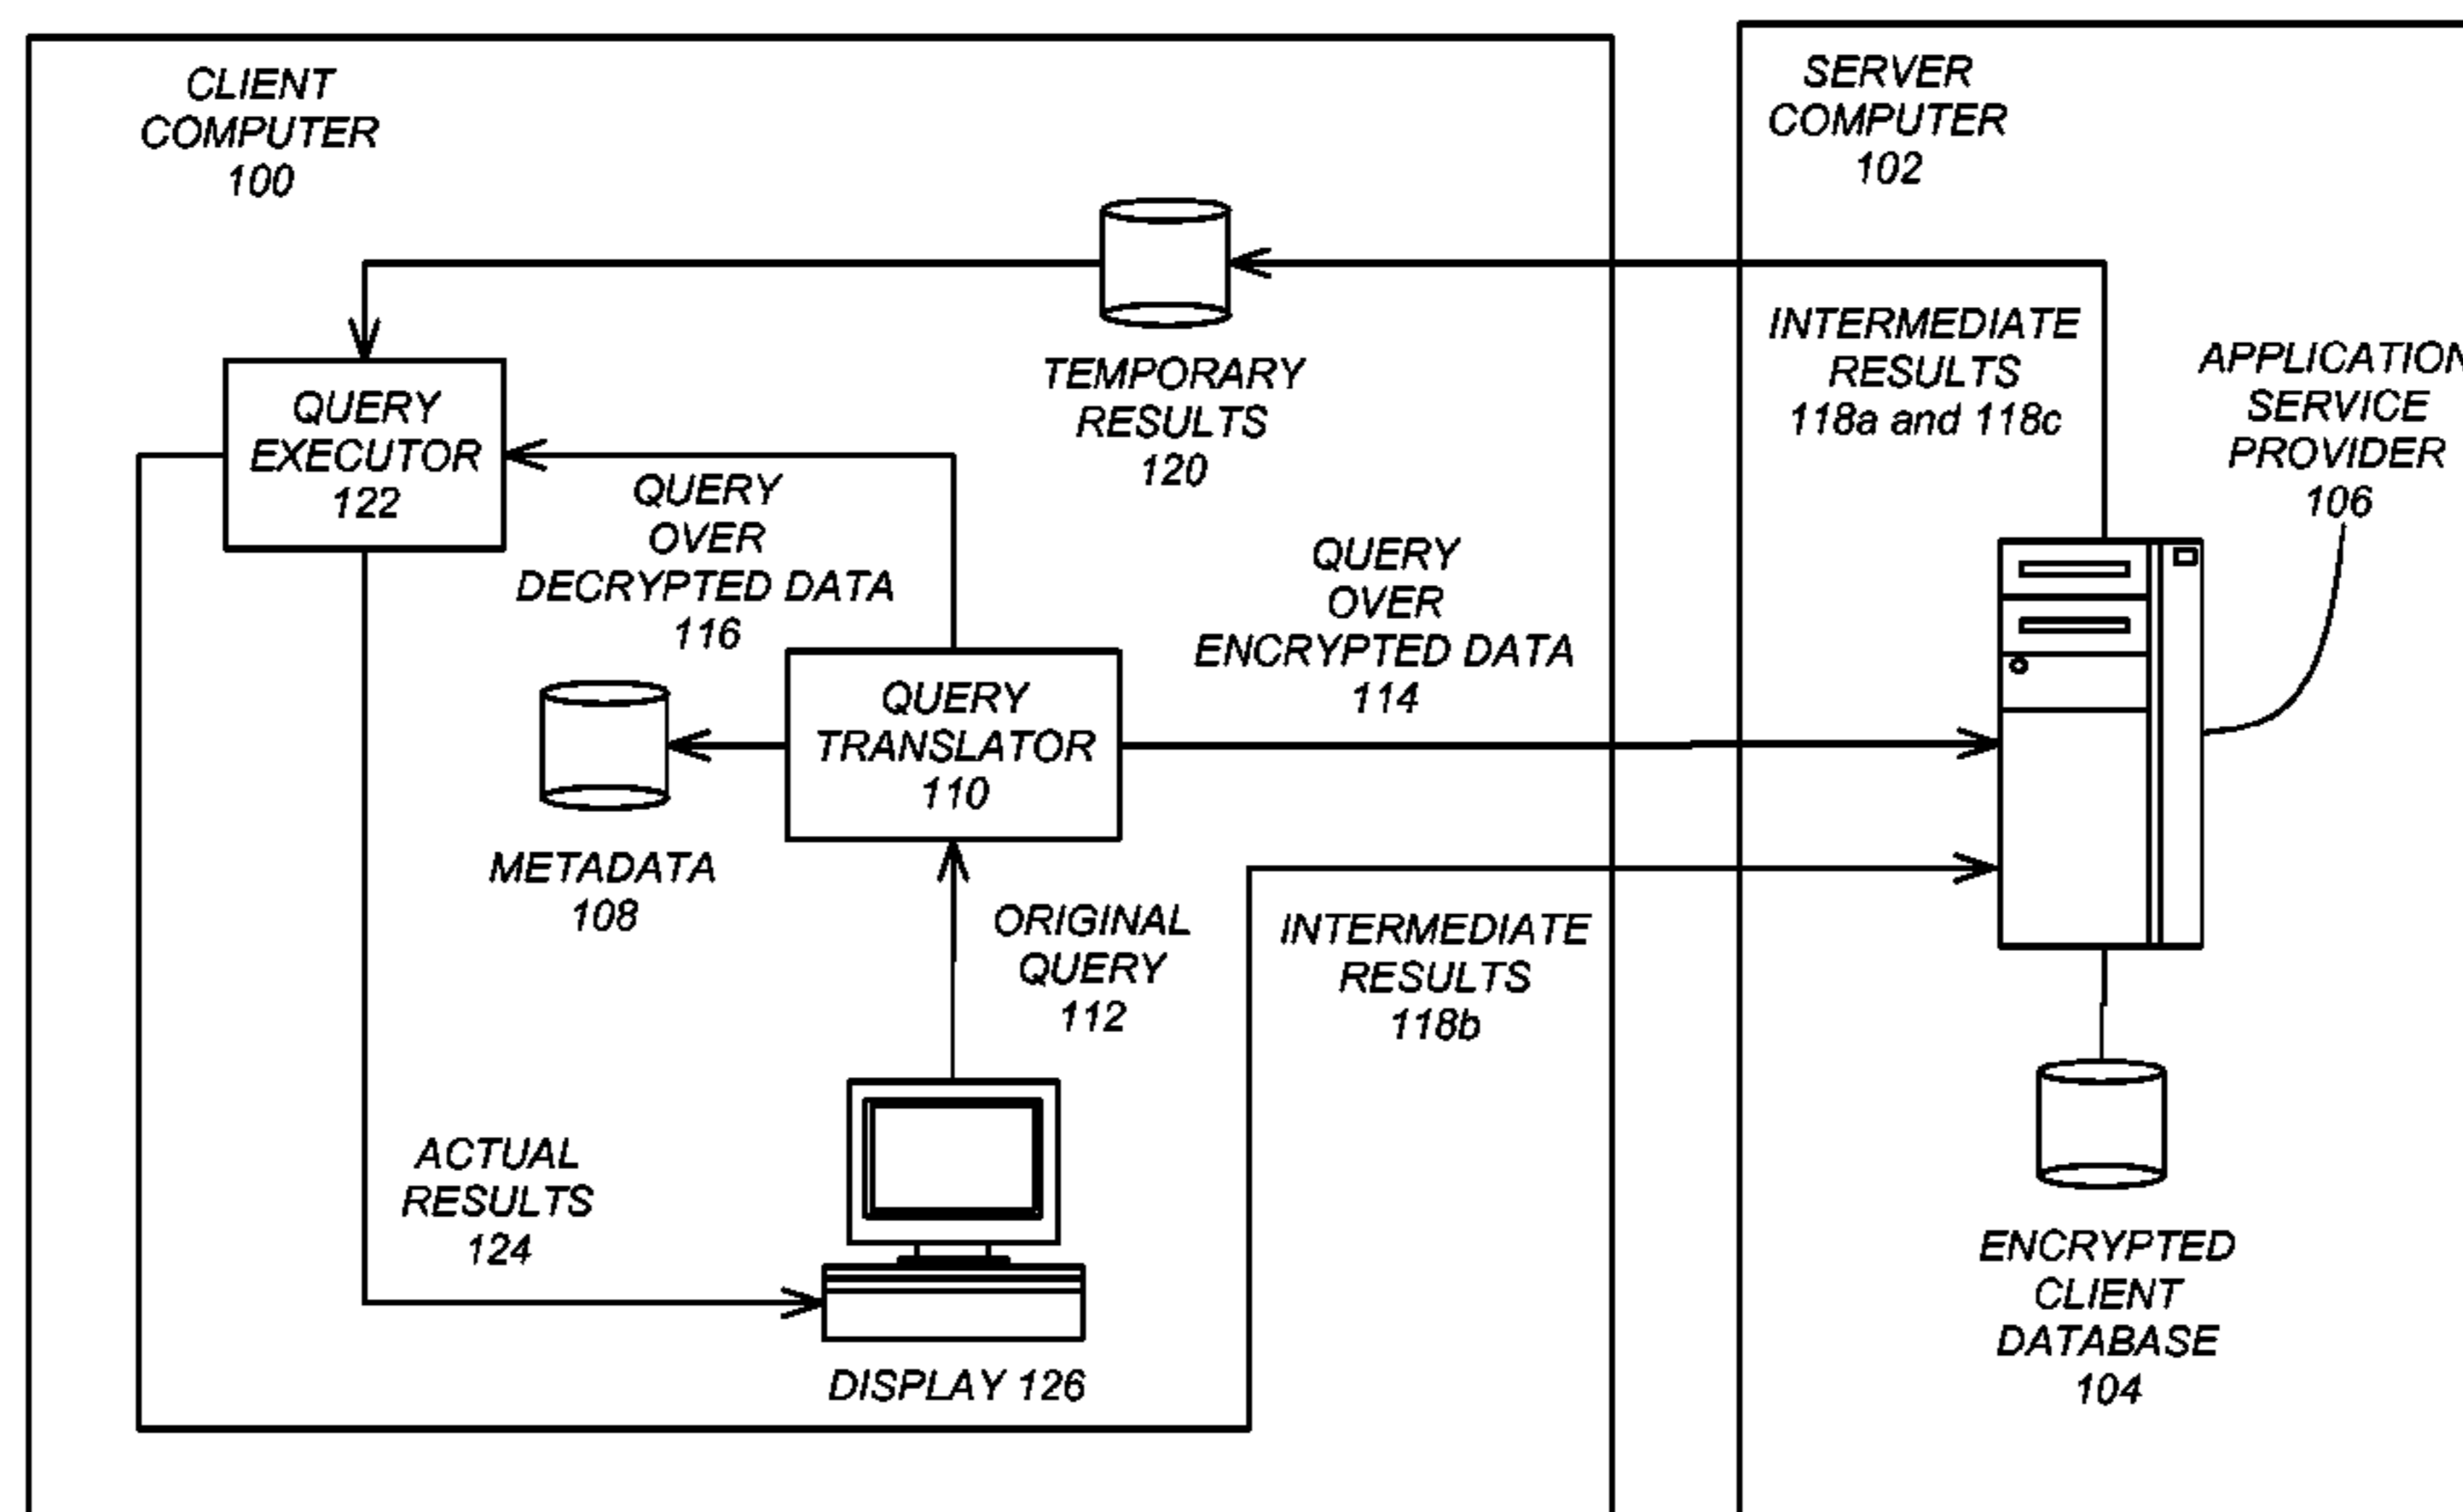 CLIENT
COMPUTER
100
SERVER
COMPUTER
102
TEMPORARY
RESULTS
120
INTERMEDIATE
RESULTS
118a and 118c
APPLICATION
SERVICE
PROVIDER
106
QUERY
EXECUTOR
122
QUERY
OVER
DECRYPTED DATA
116
QUERY
OVER
ENCRYPTED DATA
114
QUERY
TRANSLATOR
110
METADATA
108
ORIGINAL
QUERY
112
INTERMEDIATE
RESULTS
118b
ACTUAL
RESULTS
124
DISPLAY 126
ENCRYPTED
CLIENT
DATABASE
104